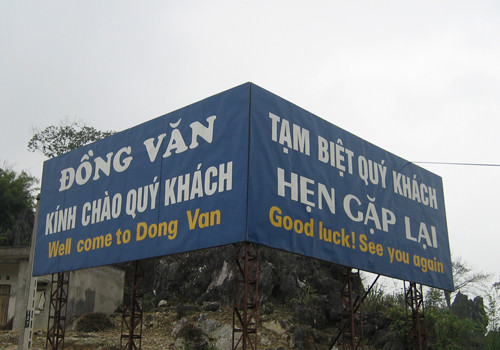 ĐỒNG VĂN
KÍNH CHÀO QUÝ KHÁCH
Well come to Dong Van
TẠM BIỆT QUÝ KHÁCH
HẸN GẶP LẠI
Good luck! See you again